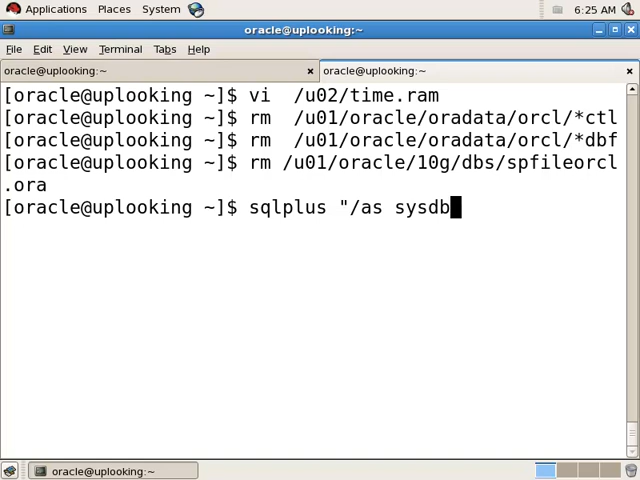 Applications Places System 6:25 AM
oracle@uplooking:~
File Edit View Terminal Tabs Help
oracle@uplooking:~ × oracle@uplooking:~ ×
[oracle@uplooking ~]$ vi  /u02/time.ram
[oracle@uplooking ~]$ rm  /u01/oracle/oradata/orcl/*ctl
[oracle@uplooking ~]$ rm  /u01/oracle/oradata/orcl/*dbf
[oracle@uplooking ~]$ rm /u01/oracle/10g/dbs/spfileorcl
.ora
[oracle@uplooking ~]$ sqlplus "/as sysdb
oracle@uplooking:~